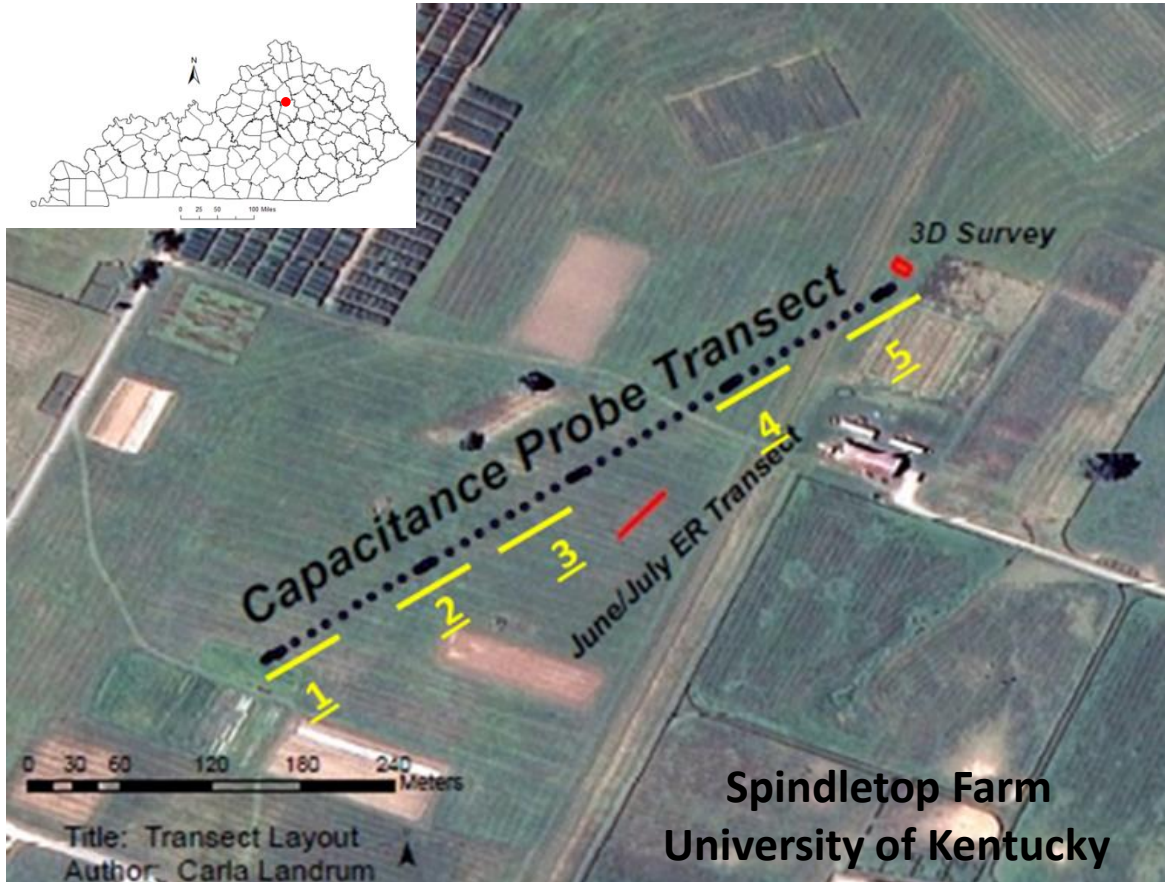 N
0 25 50 100 Miles
3D Survey
Capacitance Probe Transect
5
4
3
2
1
June/July ER Transect
0 30 60 120 180 240
Meters
Title: Transect Layout
Author: Carla Landrum
Spindletop Farm
University of Kentucky